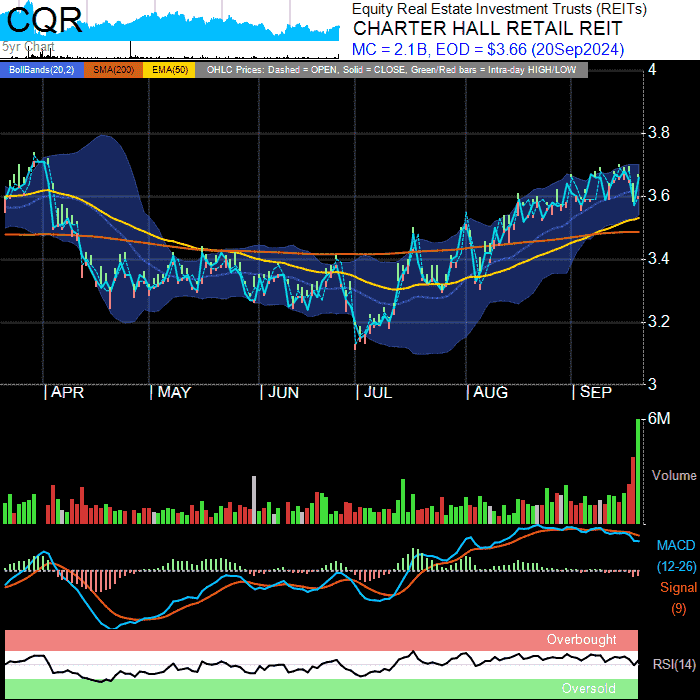 CQR
5yr Chart
Equity Real Estate Investment Trusts (REITs)
CHARTER HALL RETAIL REIT
MC = 2.1B, EOD = $3.66 (20Sep2024)
BollBands(20,2) SMA(200) EMA(50) OHLC Prices: Dashed = OPEN, Solid = CLOSE, Green/Red bars = Intra-day HIGH/LOW
4
3.8
3.6
3.4
3.2
3
|APR |MAY |JUN |JUL |AUG |SEP
6M
Volume
MACD
(12-26)
Signal
(9)
Overbought
RSI(14)
Oversold